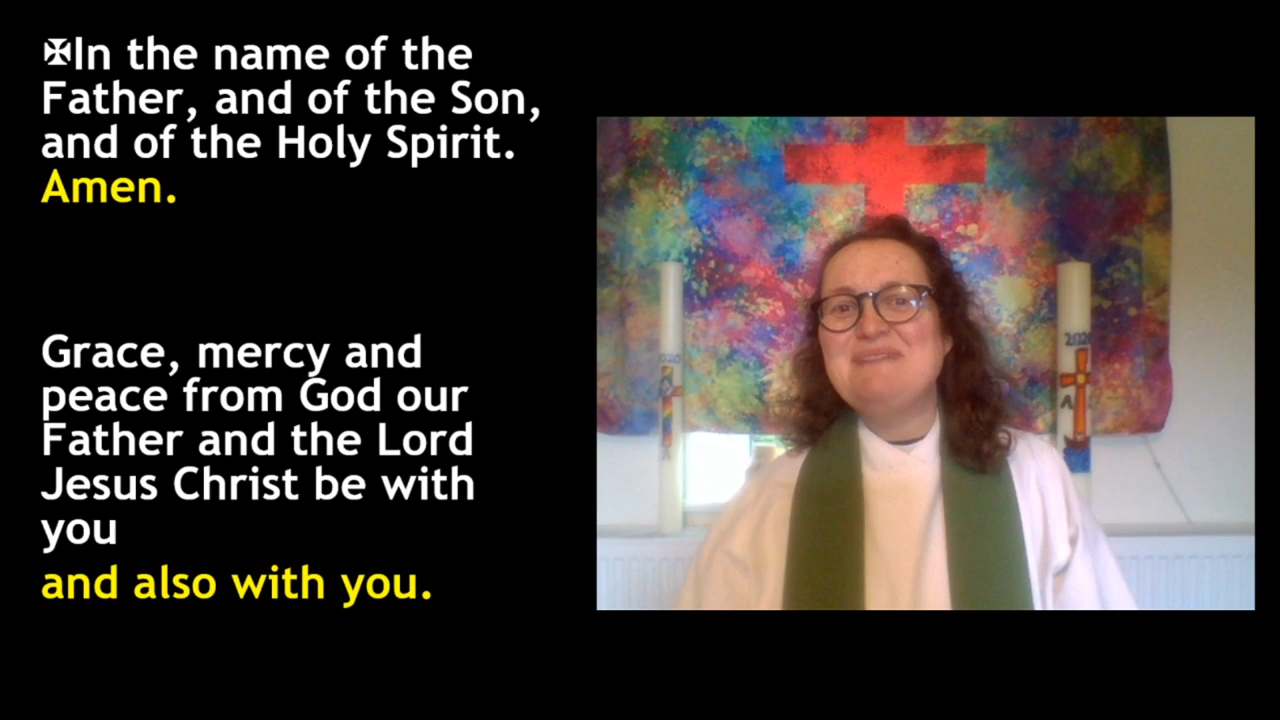 ✠In the name of the
Father, and of the Son,
and of the Holy Spirit.
Amen.
Grace, mercy and
peace from God our
Father and the Lord
Jesus Christ be with
you
and also with you.
2020
A